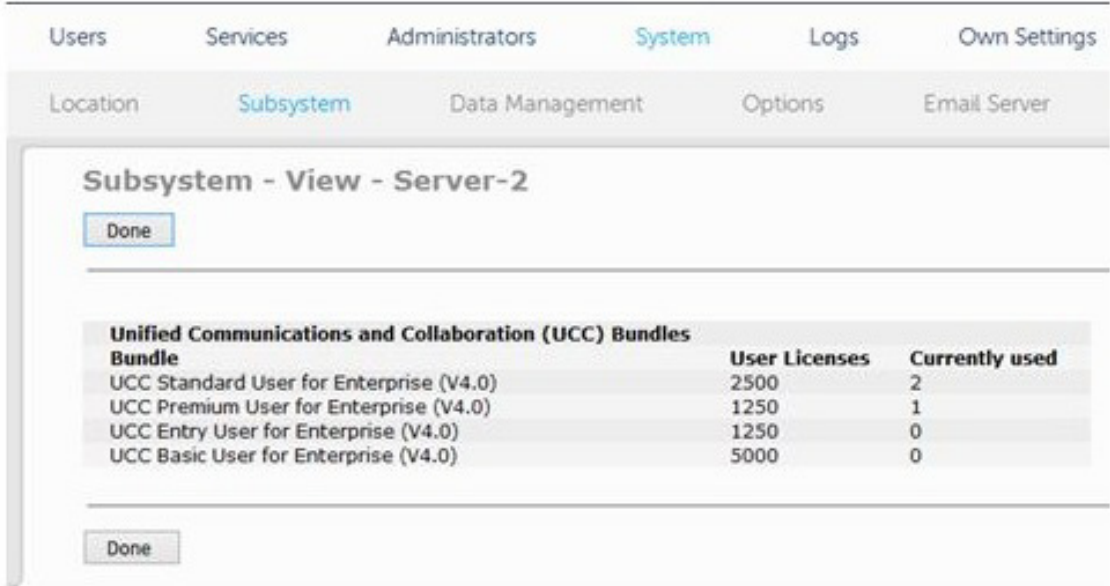 Users Services Administrators System Logs Own Settings
Location Subsystem Data Management Options Email Server
Subsystem - View - Server-2
Done
Unified Communications and Collaboration (UCC) Bundles
Bundle User Licenses Currently used
UCC Standard User for Enterprise (V4.0) 2500 2
UCC Premium User for Enterprise (V4.0) 1250 1
UCC Entry User for Enterprise (V4.0) 1250 0
UCC Basic User for Enterprise (V4.0) 5000 0
Done